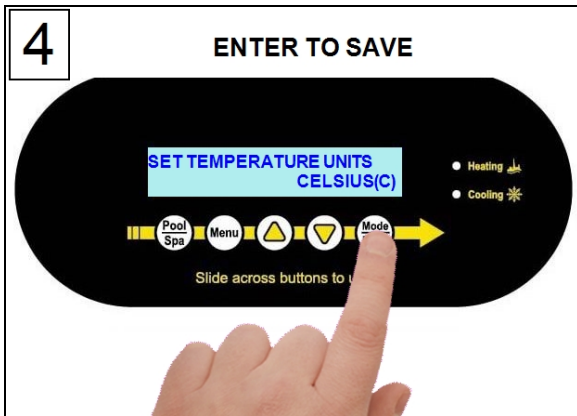 4
ENTER TO SAVE
SET TEMPERATURE UNITS
CELSIUS(C)
Heating
Cooling
Pool
Spa
Menu
Mode
Slide across buttons to